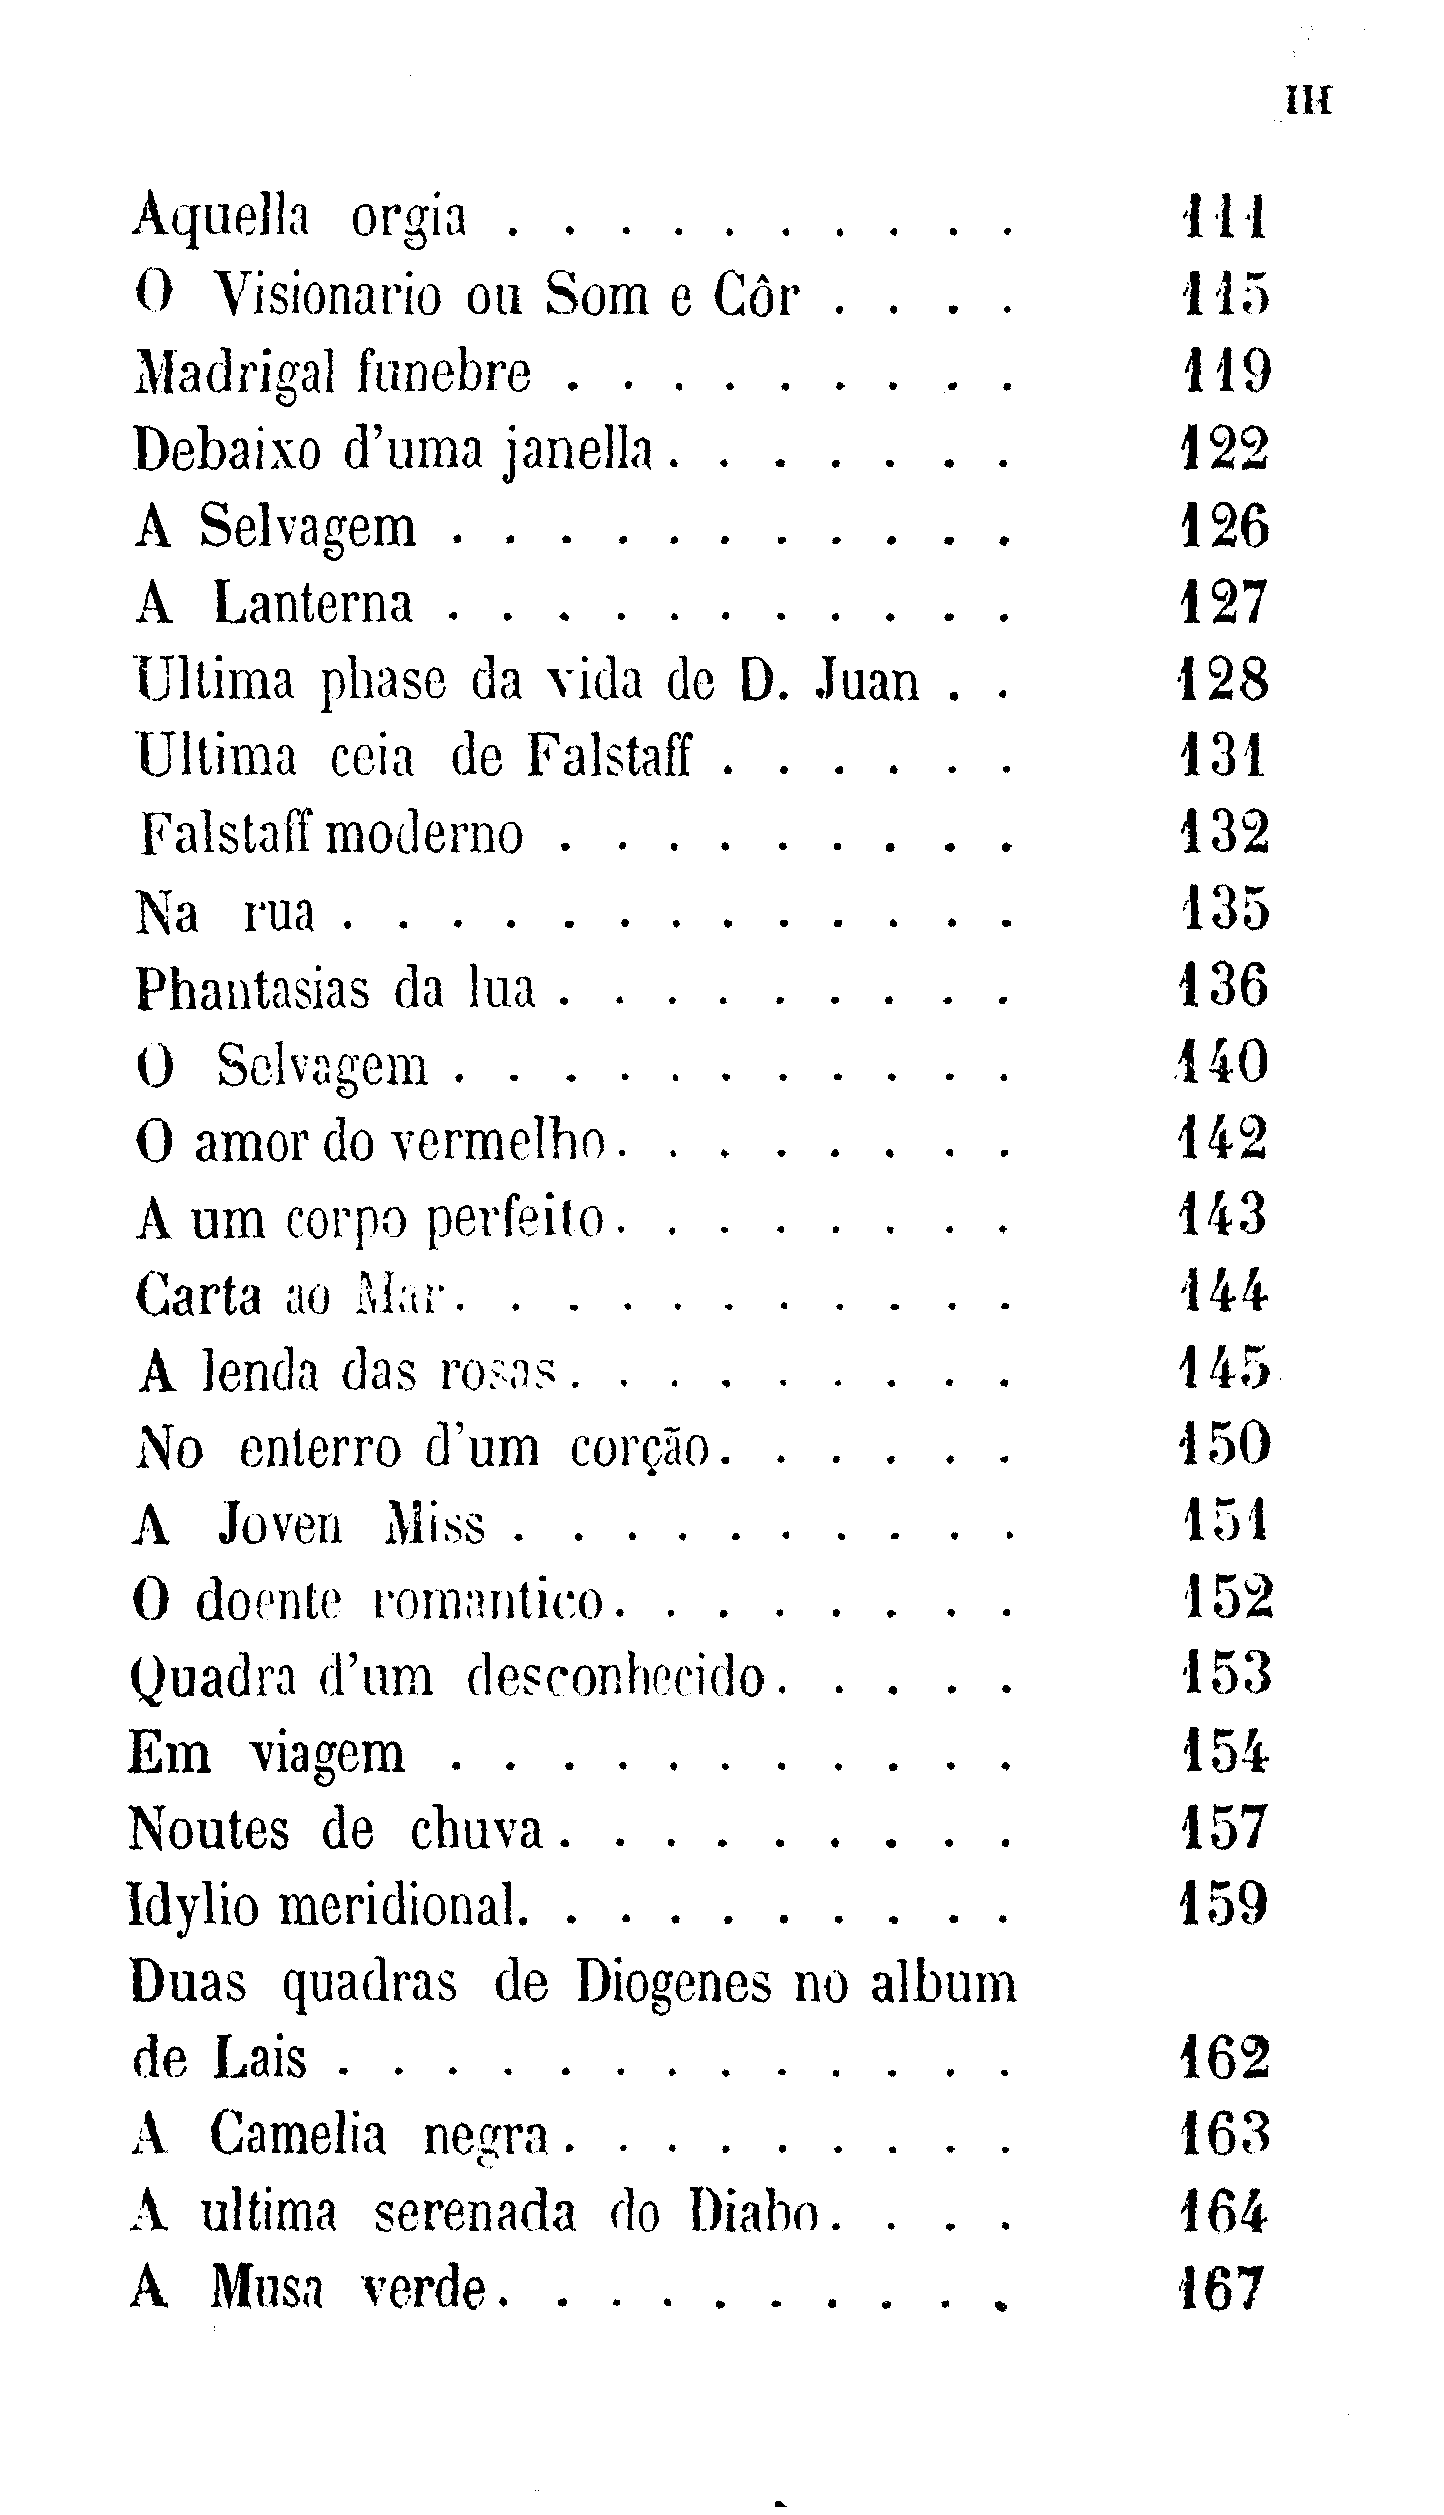 III
Aquella orgia . . . . . . . . . . 111
O Visionario ou Som e Côr . . . . 115
Madrigal funebre . . . . . . . . . 119
Debaixo d'uma janella . . . . . . . 122
A Selvagem . . . . . . . . . . . 126
A Lanterna . . . . . . . . . . . 127
Ultima phase da vida de D. Juan . . 128
Ultima ceia de Falstaff . . . . . . 131
Falstaff moderno . . . . . . . . . 132
Na rua . . . . . . . . . . . . . 135
Phantasias da lua . . . . . . . . . 136
O Selvagem . . . . . . . . . . . 140
O amor do vermelho . . . . . . . . 142
A um corpo perfeito . . . . . . . . 143
Carta ao Mar . . . . . . . . . . . 144
A lenda das rosas . . . . . . . . . 145
No enterro d'um corção . . . . . . 150
A Joven Miss . . . . . . . . . . 151
O doente romantico . . . . . . . . 152
Quadra d'um desconhecido . . . . . 153
Em viagem . . . . . . . . . . . 154
Noutes de chuva . . . . . . . . . 157
Idylio meridional. . . . . . . . . . 159
Duas quadras de Diogenes no album
de Lais . . . . . . . . . . . . . 162
A Camelia negra . . . . . . . . . 163
A ultima serenada do Diabo . . . . 164
A Musa verde . . . . . . . . . . 167